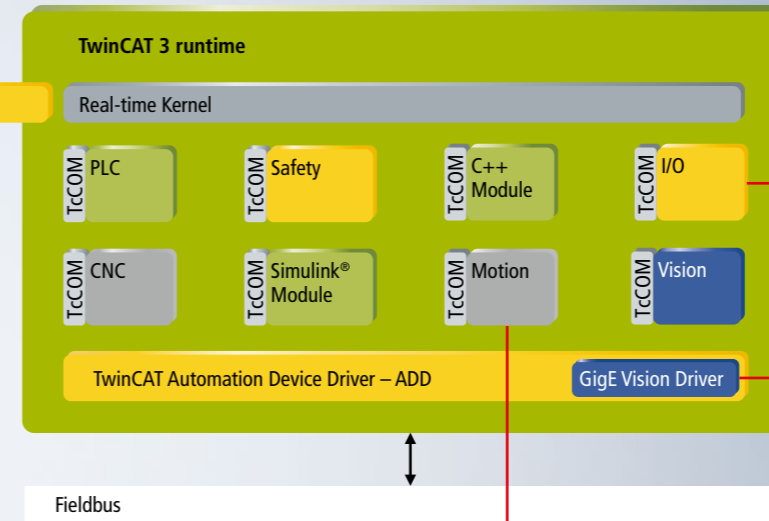 TwinCAT 3 runtime
Real-time Kernel
TcCOM PLC
TcCOM Safety
TcCOM C++
Module
TcCOM I/O
TcCOM CNC
TcCOM Simulink®
Module
TcCOM Motion
TcCOM Vision
TwinCAT Automation Device Driver – ADD
GigE Vision Driver
Fieldbus